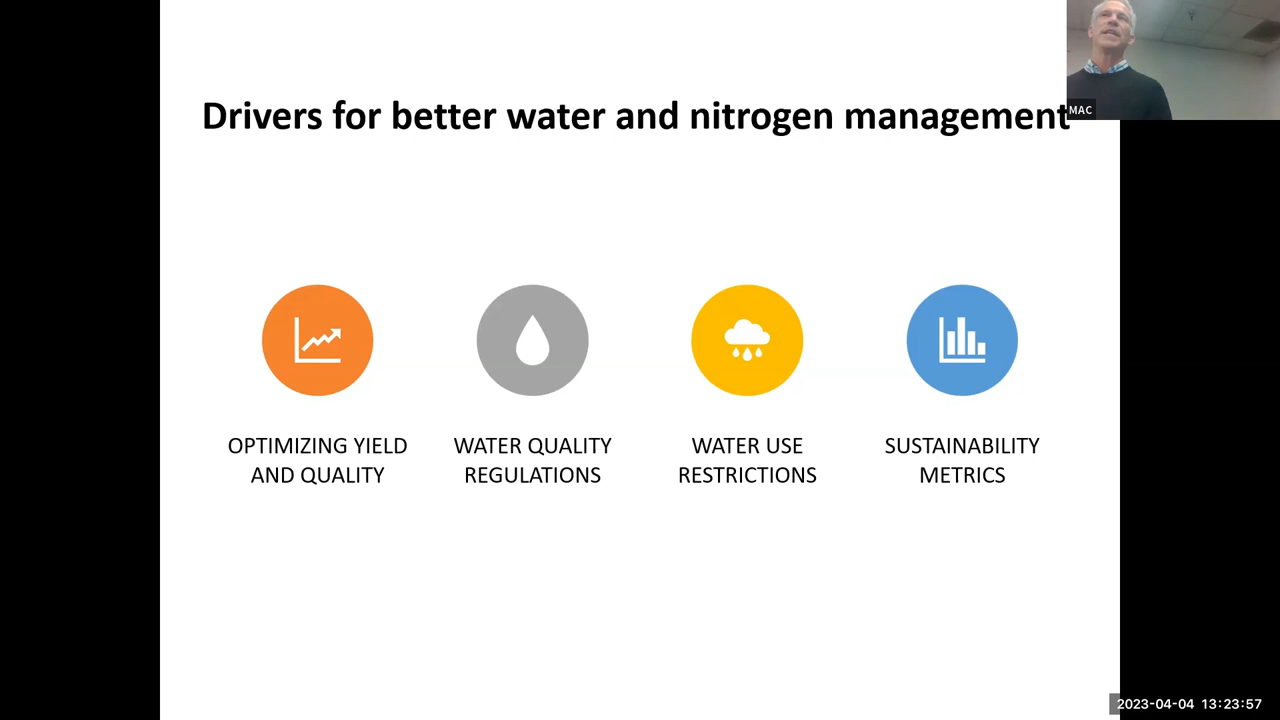 Drivers for better water and nitrogen management
MAC
OPTIMIZING YIELD
AND QUALITY
WATER QUALITY
REGULATIONS
WATER USE
RESTRICTIONS
SUSTAINABILITY
METRICS
2023-04-04 13:23:57